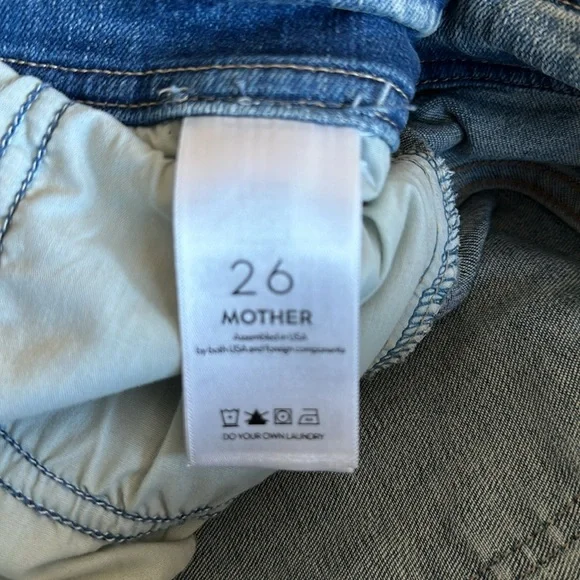 26
MOTHER
Assembled in USA
by both USA and foreign components
DO YOUR OWN LAUNDRY